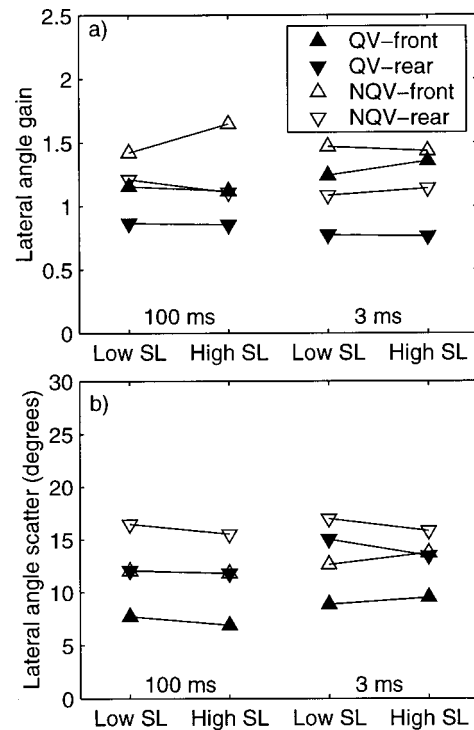 a)
QV–front
QV–rear
NQV–front
NQV–rear
Lateral angle gain
2.5
2
1.5
1
0.5
0
100 ms
3 ms
Low SL High SL Low SL High SL
b)
Lateral angle scatter (degrees)
30
25
20
15
10
5
0
100 ms
3 ms
Low SL High SL Low SL High SL